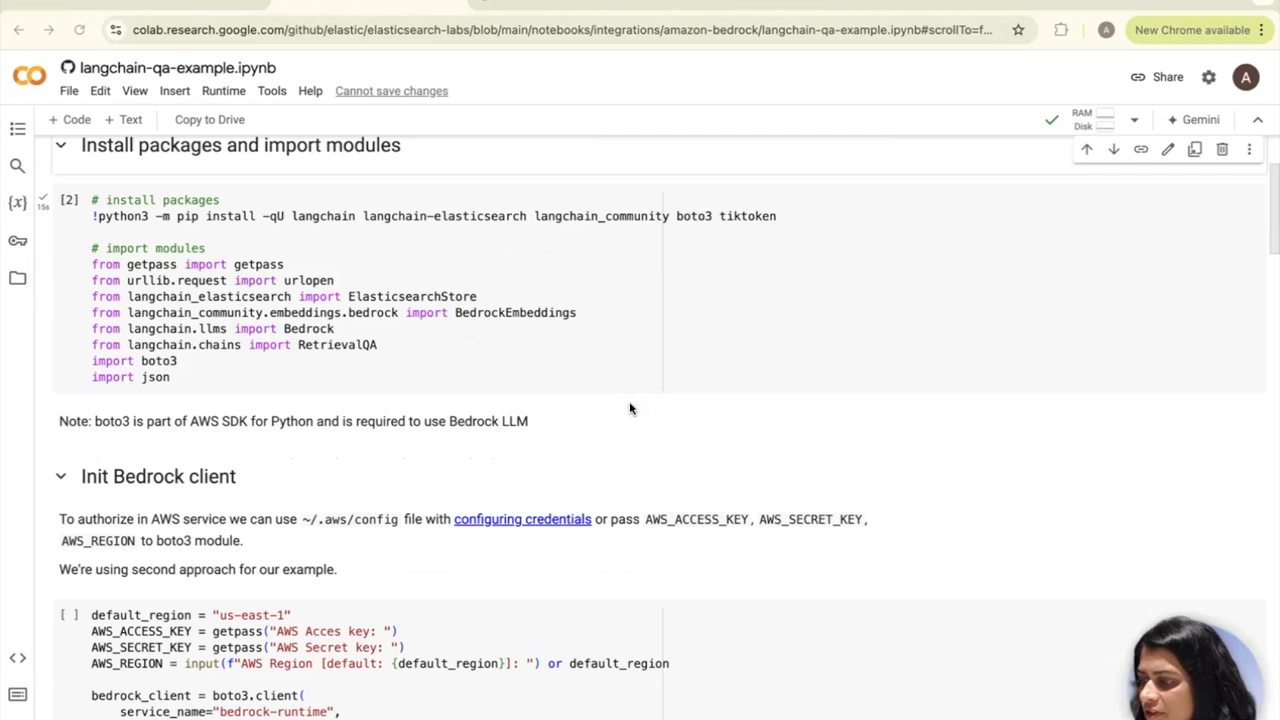 colab.research.google.com/github/elastic/elasticsearch-labs/blob/main/notebooks/integrations/amazon-bedrock/langchain-qa-example.ipynb#scrollTo=f...
A
New Chrome available
langchain-qa-example.ipynb
Share
A
File Edit View Insert Runtime Tools Help Cannot save changes
+ Code + Text Copy to Drive
RAM
Disk
Gemini
Install packages and import modules
[2] # install packages
15s
!python3 -m pip install -qU langchain langchain-elasticsearch langchain_community boto3 tiktoken
# import modules
from getpass import getpass
from urllib.request import urlopen
from langchain_elasticsearch import ElasticsearchStore
from langchain_community.embeddings.bedrock import BedrockEmbeddings
from langchain.llms import Bedrock
from langchain.chains import RetrievalQA
import boto3
import json
Note: boto3 is part of AWS SDK for Python and is required to use Bedrock LLM
Init Bedrock client
To authorize in AWS service we can use ~/.aws/config file with configuring credentials or pass AWS_ACCESS_KEY, AWS_SECRET_KEY,
AWS_REGION to boto3 module.
We're using second approach for our example.
[ ] default_region = "us-east-1"
AWS_ACCESS_KEY = getpass("AWS Acces key: ")
AWS_SECRET_KEY = getpass("AWS Secret key: ")
AWS_REGION = input(f"AWS Region [default: {default_region}]: ") or default_region
bedrock_client = boto3.client(
service_name="bedrock-runtime",